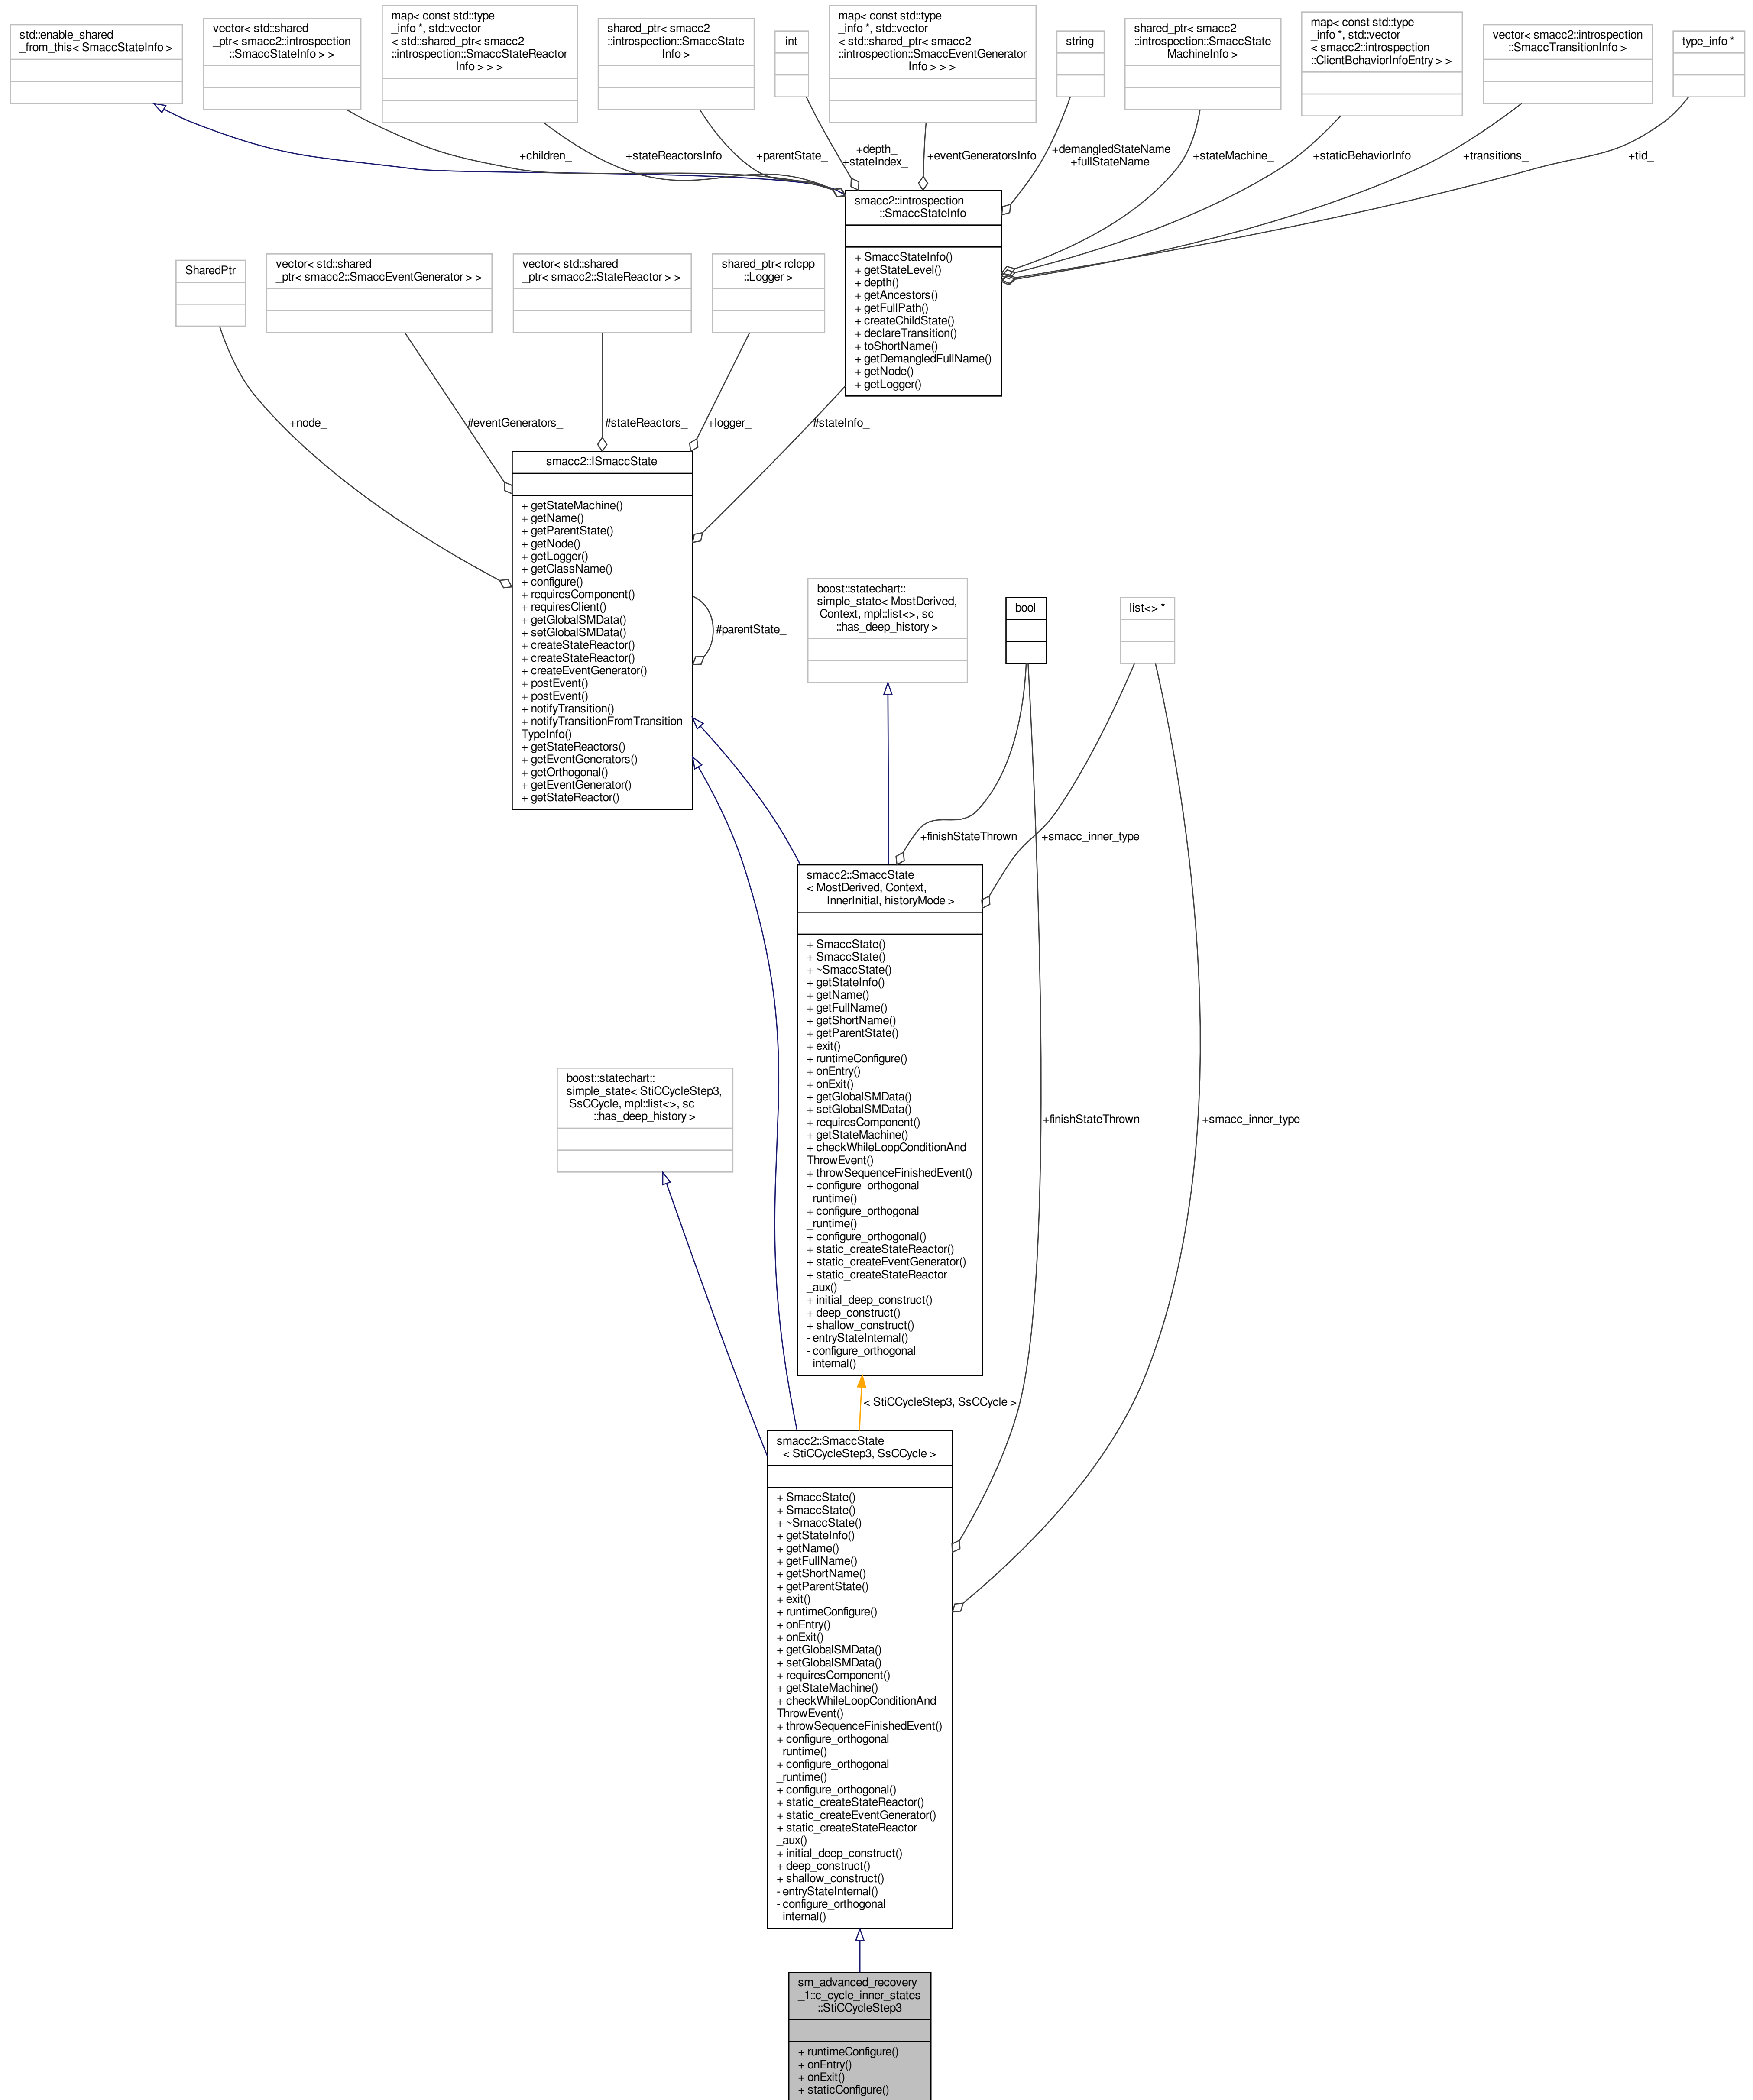 std::enable_shared
_from_this< SmaccStateInfo >
vector< std::shared
_ptr< smacc2::introspection
::SmaccStateInfo > >
map< const std::type
_info *, std::vector
< std::shared_ptr< smacc2
::introspection::SmaccStateReactor
Info > > >
shared_ptr< smacc2
::introspection::SmaccState
Info >
int
map< const std::type
_info *, std::vector
< std::shared_ptr< smacc2
::introspection::SmaccEventGenerator
Info > > >
string
shared_ptr< smacc2
::introspection::SmaccState
MachineInfo >
map< const std::type
_info *, std::vector
< smacc2::introspection
::ClientBehaviorInfoEntry > >
vector< smacc2::introspection
::SmaccTransitionInfo >
type_info *
+children_
+stateReactorsInfo
+parentState_
+depth_
+stateIndex_
+eventGeneratorsInfo
+demangledStateName
+fullStateName
+stateMachine_
+staticBehaviorInfo
+transitions_
+tid_
smacc2::introspection
::SmaccStateInfo
+ SmaccStateInfo()
+ getStateLevel()
+ depth()
+ getAncestors()
+ getFullPath()
+ createChildState()
+ declareTransition()
+ toShortName()
+ getDemangledFullName()
+ getNode()
+ getLogger()
SharedPtr
vector< std::shared
_ptr< smacc2::SmaccEventGenerator > >
vector< std::shared
_ptr< smacc2::StateReactor > >
shared_ptr< rclcpp
::Logger >
+node_
#eventGenerators_
#stateReactors_
+logger_
#stateInfo_
smacc2::ISmaccState
+ getStateMachine()
+ getName()
+ getParentState()
+ getNode()
+ getLogger()
+ getClassName()
+ configure()
+ requiresComponent()
+ requiresClient()
+ getGlobalSMData()
+ setGlobalSMData()
+ createStateReactor()
+ createStateReactor()
+ createEventGenerator()
+ postEvent()
+ postEvent()
+ notifyTransition()
+ notifyTransitionFromTransition
TypeInfo()
+ getStateReactors()
+ getEventGenerators()
+ getOrthogonal()
+ getEventGenerator()
+ getStateReactor()
#parentState_
boost::statechart::
simple_state< MostDerived,
Context, mpl::list<>, sc
::has_deep_history >
bool
list<> *
+finishStateThrown
+smacc_inner_type
smacc2::SmaccState
< MostDerived, Context,
InnerInitial, historyMode >
+ SmaccState()
+ SmaccState()
+ ~SmaccState()
+ getStateInfo()
+ getName()
+ getFullName()
+ getShortName()
+ getParentState()
+ exit()
+ runtimeConfigure()
+ onEntry()
+ onExit()
+ getGlobalSMData()
+ setGlobalSMData()
+ requiresComponent()
+ getStateMachine()
+ checkWhileLoopConditionAnd
ThrowEvent()
+ throwSequenceFinishedEvent()
+ configure_orthogonal
_runtime()
+ configure_orthogonal
_runtime()
+ configure_orthogonal()
+ static_createStateReactor()
+ static_createEventGenerator()
+ static_createStateReactor
_aux()
+ initial_deep_construct()
+ deep_construct()
+ shallow_construct()
- entryStateInternal()
- configure_orthogonal
_internal()
boost::statechart::
simple_state< StiCCycleStep3,
SsCCycle, mpl::list<>, sc
::has_deep_history >
+finishStateThrown
+smacc_inner_type
< StiCCycleStep3, SsCCycle >
smacc2::SmaccState
< StiCCycleStep3, SsCCycle >
+ SmaccState()
+ SmaccState()
+ ~SmaccState()
+ getStateInfo()
+ getName()
+ getFullName()
+ getShortName()
+ getParentState()
+ exit()
+ runtimeConfigure()
+ onEntry()
+ onExit()
+ getGlobalSMData()
+ setGlobalSMData()
+ requiresComponent()
+ getStateMachine()
+ checkWhileLoopConditionAnd
ThrowEvent()
+ throwSequenceFinishedEvent()
+ configure_orthogonal
_runtime()
+ configure_orthogonal
_runtime()
+ configure_orthogonal()
+ static_createStateReactor()
+ static_createEventGenerator()
+ static_createStateReactor
_aux()
+ initial_deep_construct()
+ deep_construct()
+ shallow_construct()
- entryStateInternal()
- configure_orthogonal
_internal()
sm_advanced_recovery
_1::c_cycle_inner_states
::StiCCycleStep3
+ runtimeConfigure()
+ onEntry()
+ onExit()
+ staticConfigure()